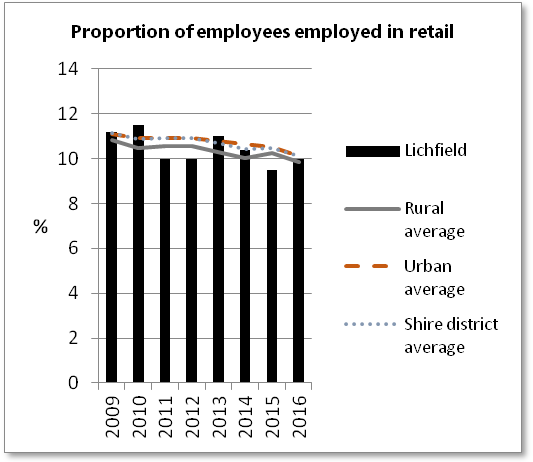 Proportion of employees employed in retail
14
12
10
8
6
4
2
0
%
2009
2010
2011
2012
2013
2014
2015
2016
Lichfield
Rural
average
Urban
average
Shire district
average